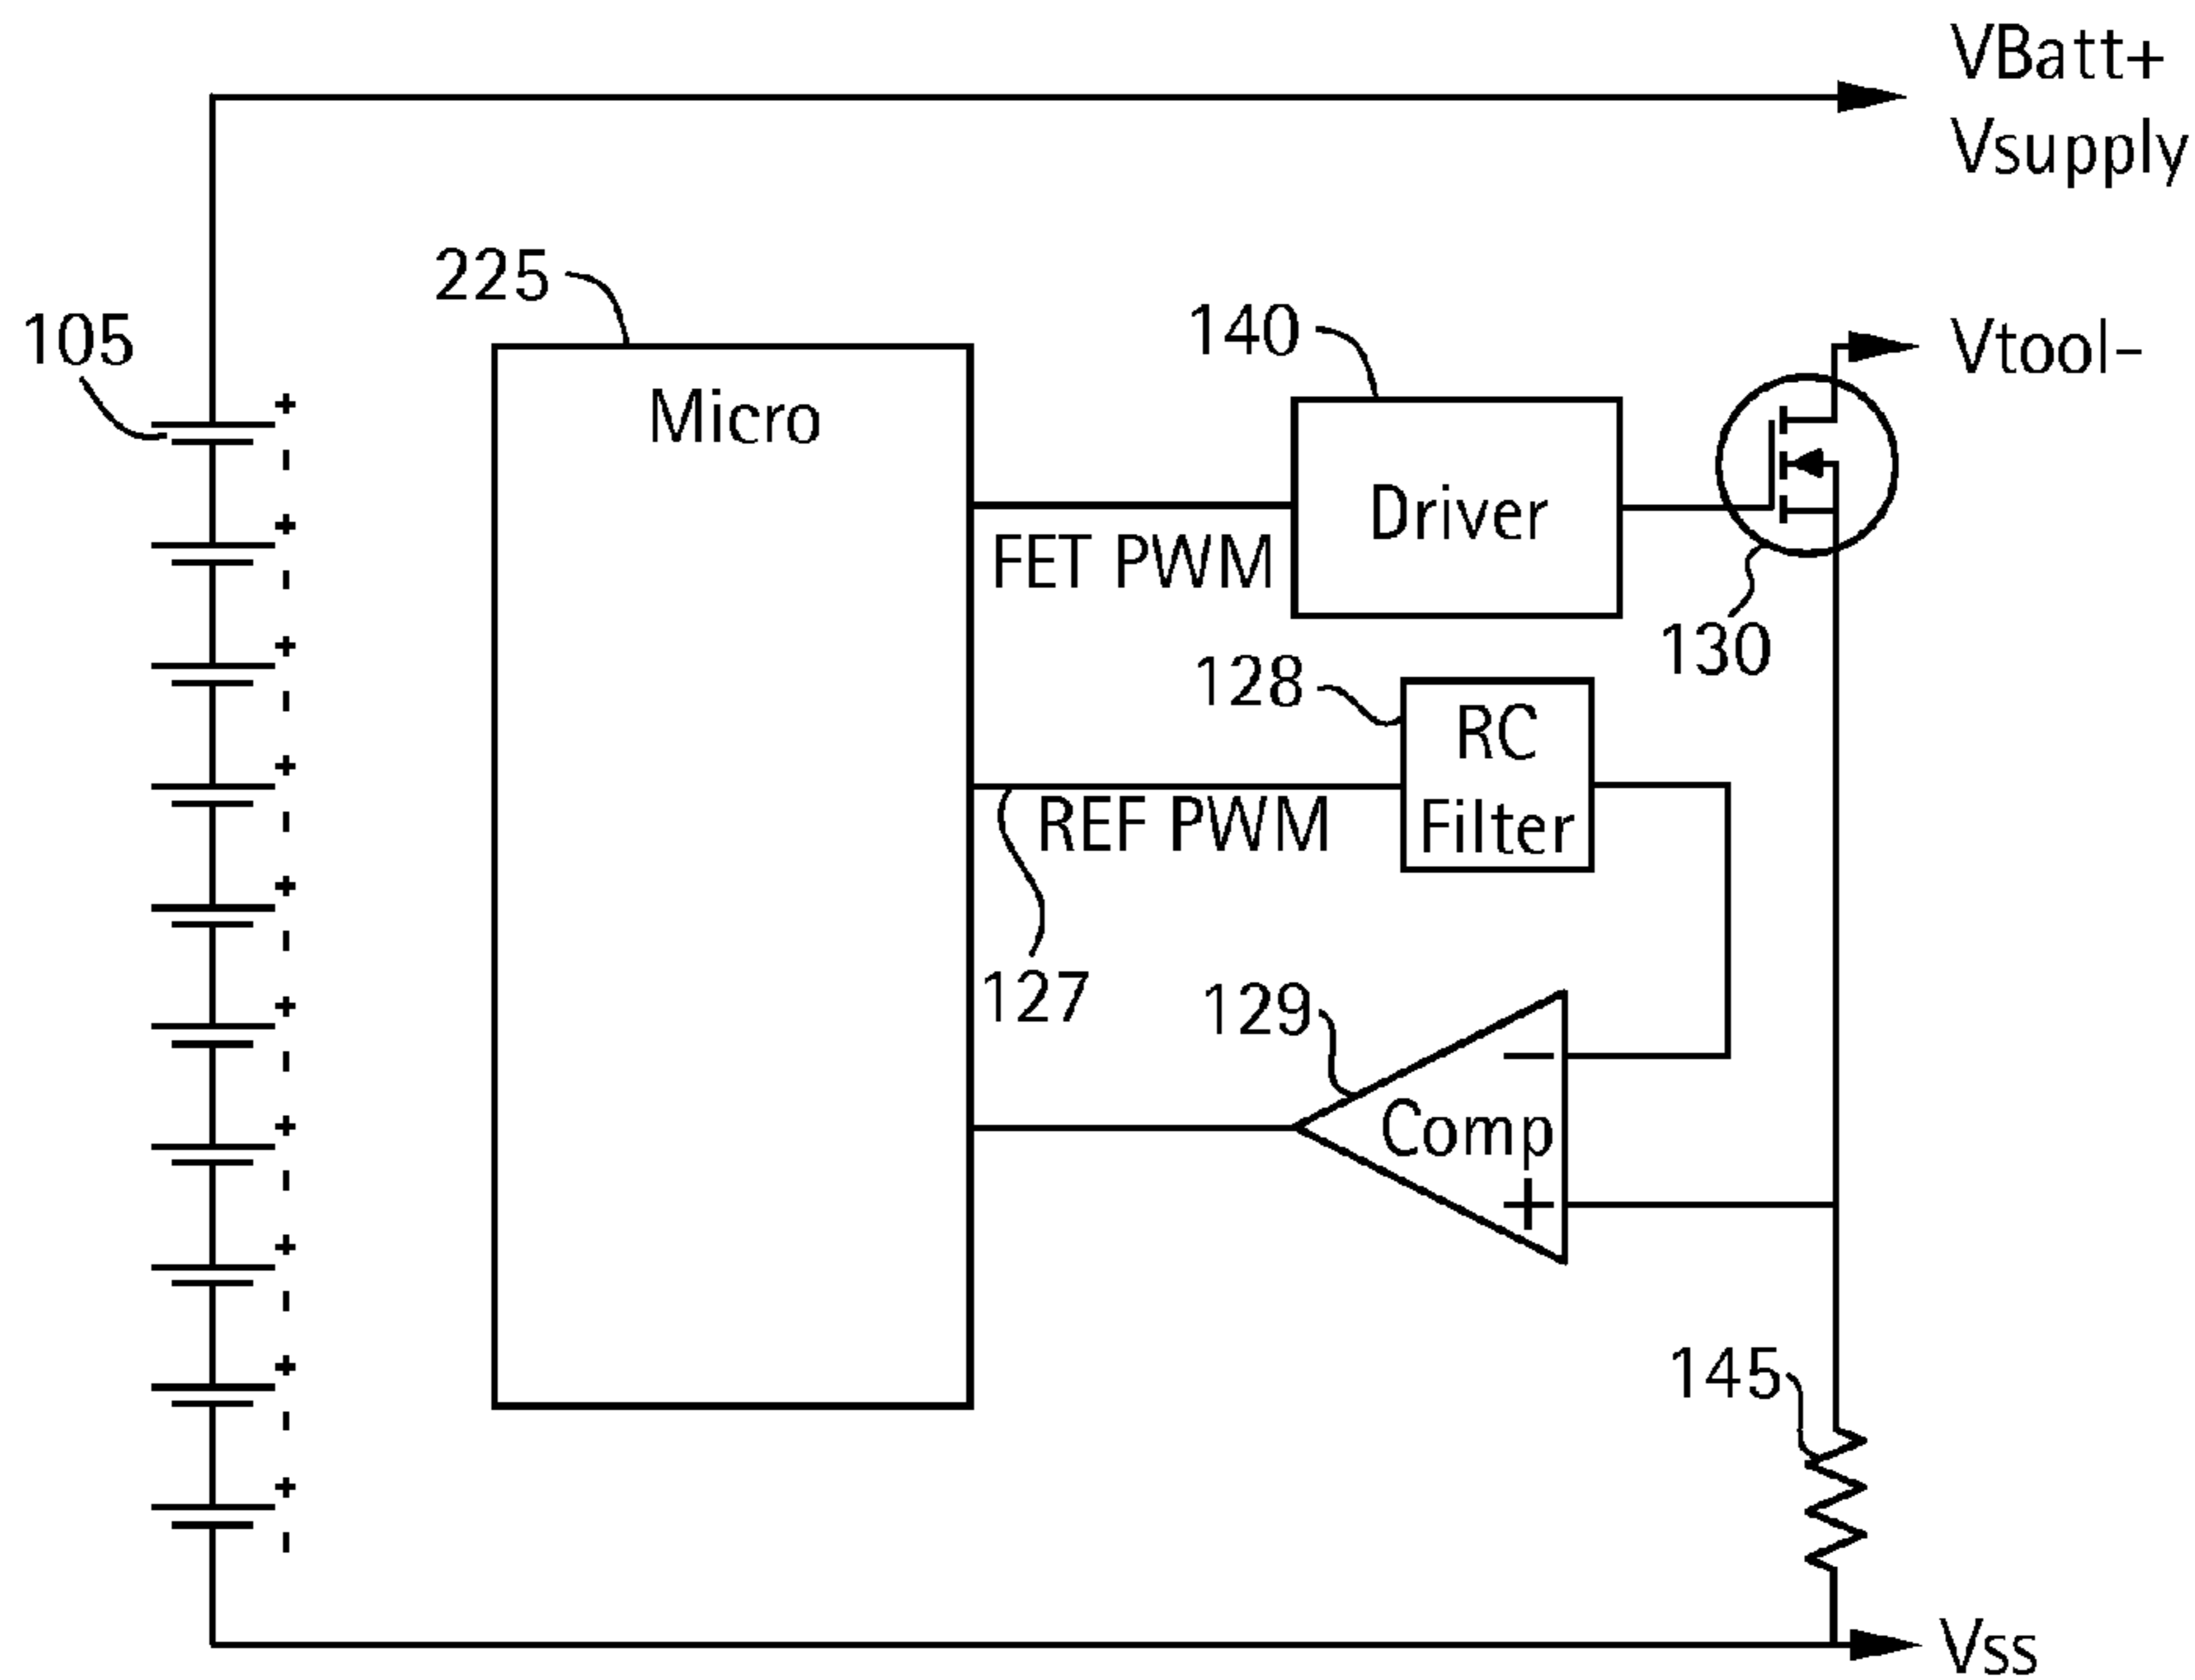 VBatt+
Vsupply
225
105
140
Vtool-
Micro
Driver
FET PWM
130
128
RC
Filter
REF PWM
127
129
Comp
145
Vss